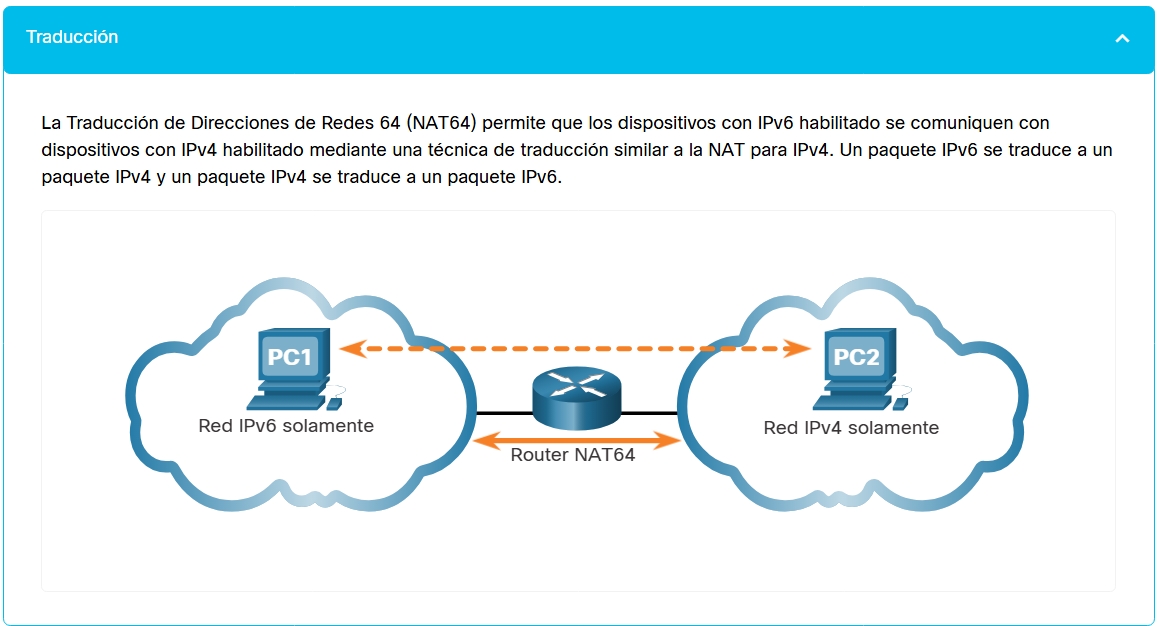 Traducción
La Traducción de Direcciones de Redes 64 (NAT64) permite que los dispositivos con IPv6 habilitado se comuniquen con
dispositivos con IPv4 habilitado mediante una técnica de traducción similar a la NAT para IPv4. Un paquete IPv6 se traduce a un
paquete IPv4 y un paquete IPv4 se traduce a un paquete IPv6.
PC1
PC2
Red IPv6 solamente
Red IPv4 solamente
Router NAT64